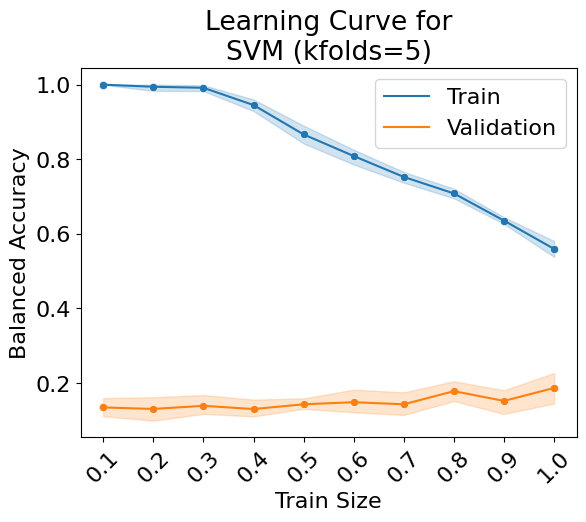 Learning Curve for
SVM (kfolds=5)
Train
Validation
Balanced Accuracy
1.0
0.8
0.6
0.4
0.2
0.1 0.2 0.3 0.4 0.5 0.6 0.7 0.8 0.9 1.0
Train Size